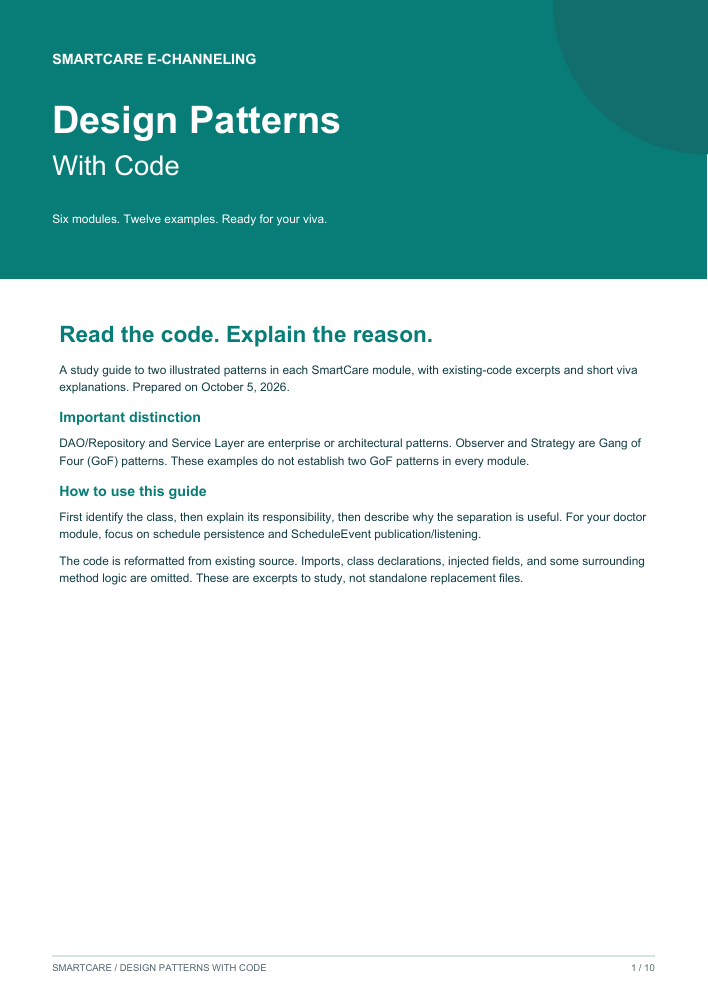 SMARTCARE E-CHANNELING
Design Patterns
With Code
Six modules. Twelve examples. Ready for your viva.
Read the code. Explain the reason.
A study guide to two illustrated patterns in each SmartCare module, with existing-code excerpts and short viva
explanations. Prepared on October 5, 2026.
Important distinction
DAO/Repository and Service Layer are enterprise or architectural patterns. Observer and Strategy are Gang of
Four (GoF) patterns. These examples do not establish two GoF patterns in every module.
How to use this guide
First identify the class, then explain its responsibility, then describe why the separation is useful. For your doctor
module, focus on schedule persistence and ScheduleEvent publication/listening.
The code is reformatted from existing source. Imports, class declarations, injected fields, and some surrounding
method logic are omitted. These are excerpts to study, not standalone replacement files.
SMARTCARE / DESIGN PATTERNS WITH CODE
1 / 10